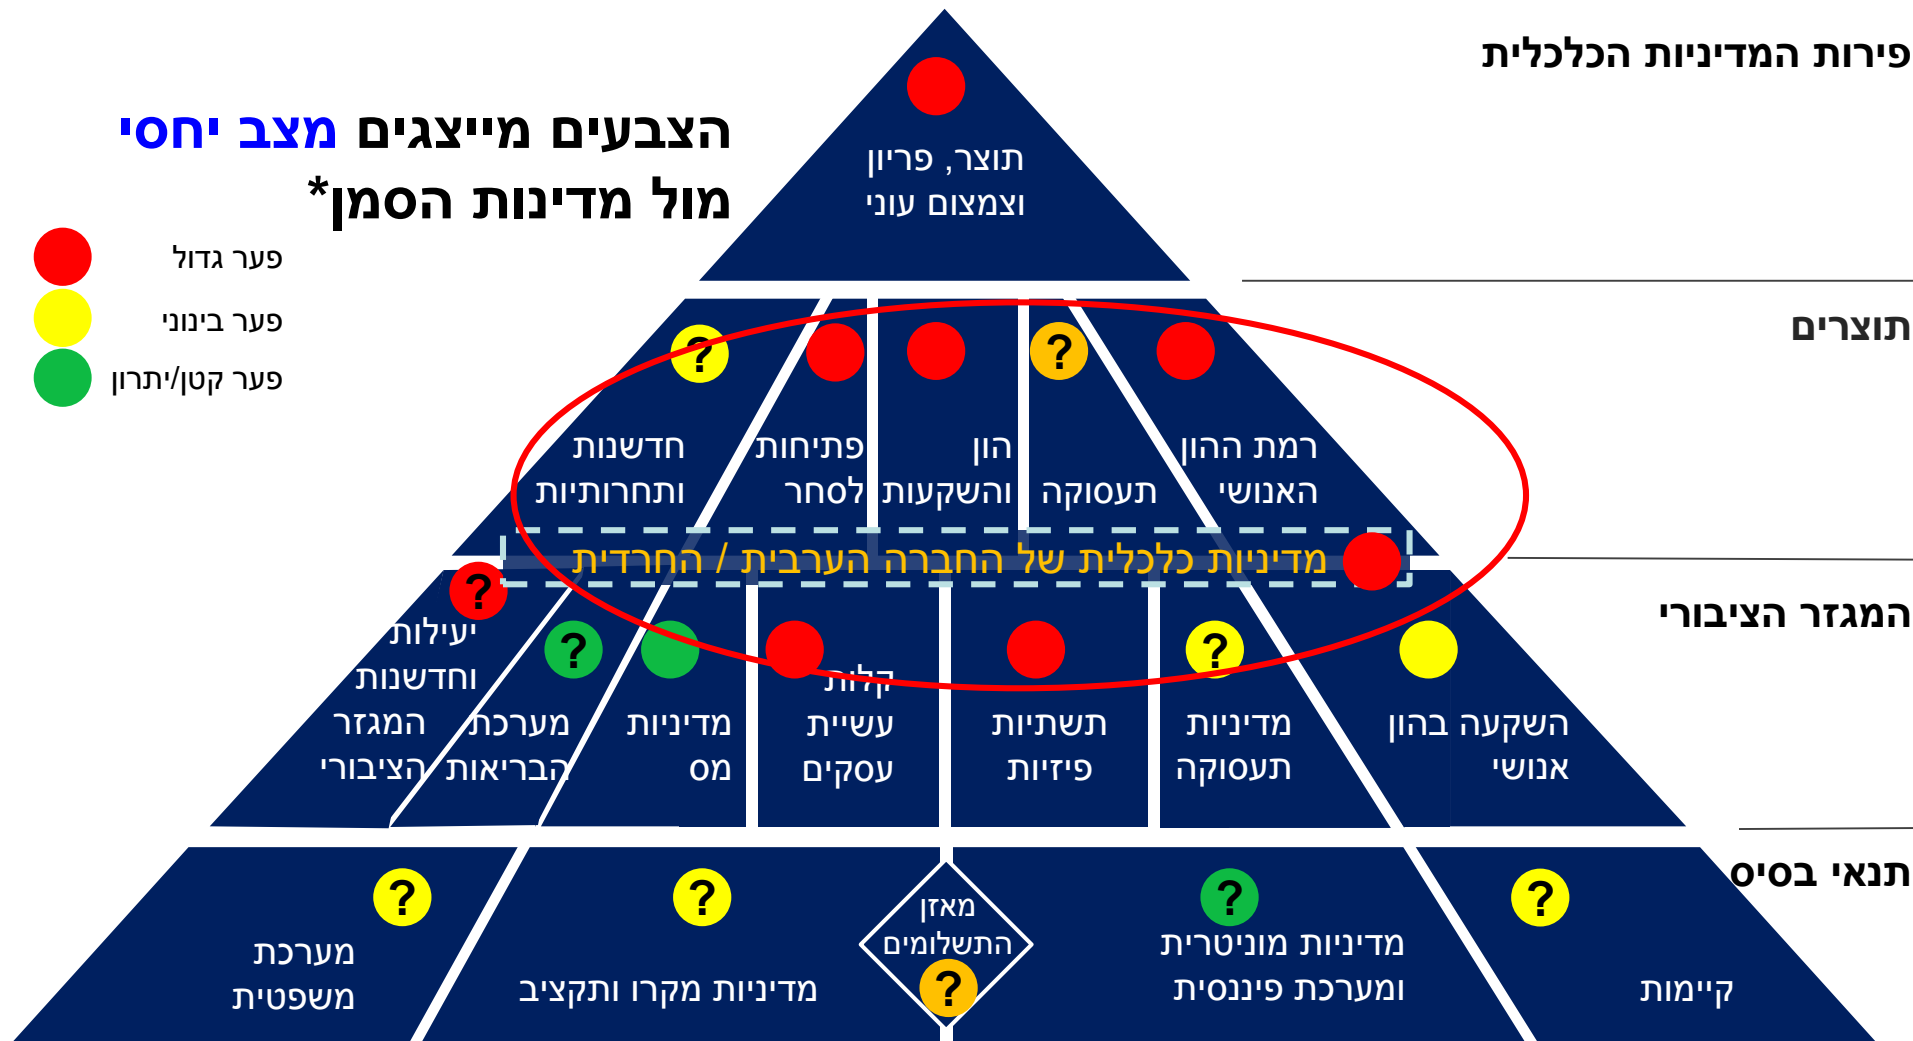 פירות המדיניות הכלכלית
הצבעים מייצגים מצב יחסי
מול מדינות הסמן*
פער גדול
פער בינוני
פער קטן/יתרון
תוצר, פריון
וצמצום עוני
תוצרים
?
?
רמת ההון
האנושי
תעסוקה
הון
והשקעות
פתיחות
לסחר
חדשנות
ותחרותיות
מדיניות כלכלית של החברה הערבית / החרדית
המגזר הציבורי
?
?
?
השקעה בהון
אנושי
מדיניות
תעסוקה
תשתיות
פיזיות
קלות
עשיית
עסקים
מדיניות
מס
מערכת
הבריאות
יעילות
וחדשנות
המגזר
הציבורי
תנאי בסיס
?
?
?
?
?
קיימות
מדיניות מוניטרית
ומערכת פיננסית
מאזן
התשלומים
מדיניות מקרו ותקציב
מערכת
משפטית